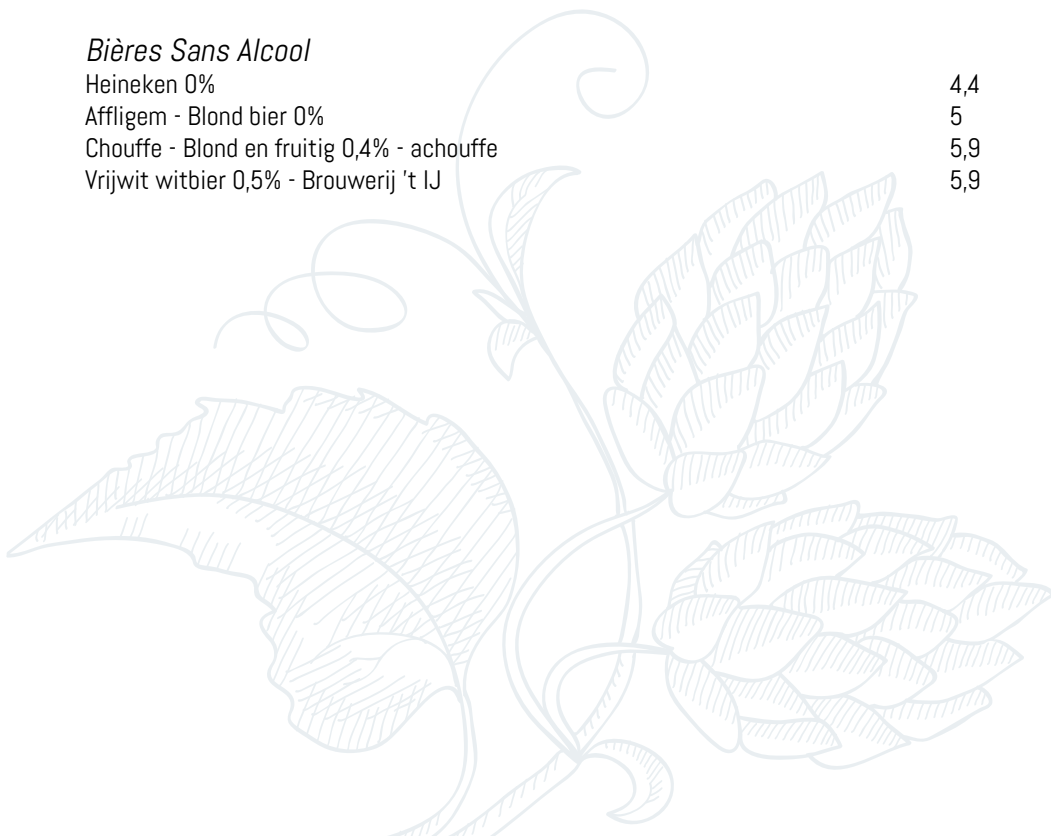 Bières Sans Alcool
Heineken 0% 4,4
Affligem - Blond bier 0% 5
Chouffe - Blond en fruitig 0,4% - achouffe 5,9
Vrijwit witbier 0,5% - Brouwerij 't IJ 5,9